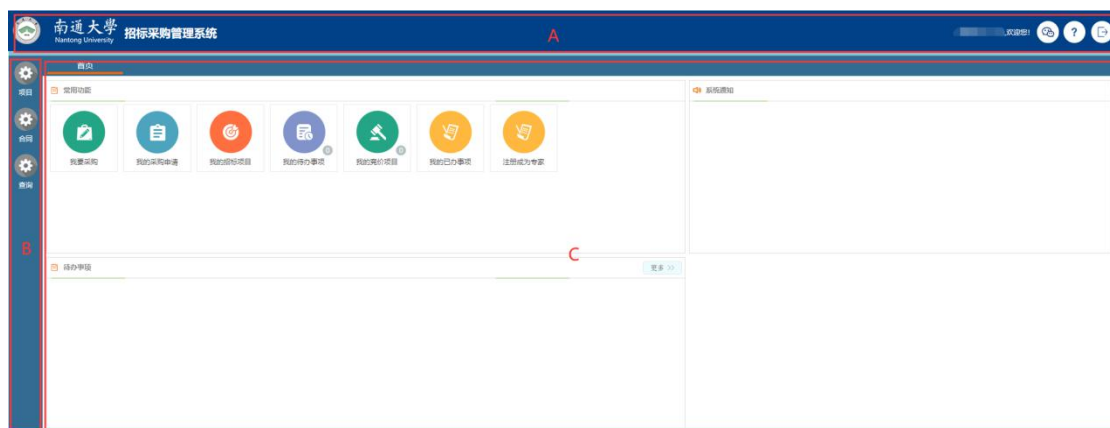 南通大學
Nantong University
招标采购管理系统
A
,欢迎您!
?
首页
项目
合同
查询
B
常用功能
系统通知
我要采购
我的采购申请
我的招标项目
0
我的待办事项
0
我的竞价项目
我的已办事项
注册成为专家
C
待办事项
更多 >>